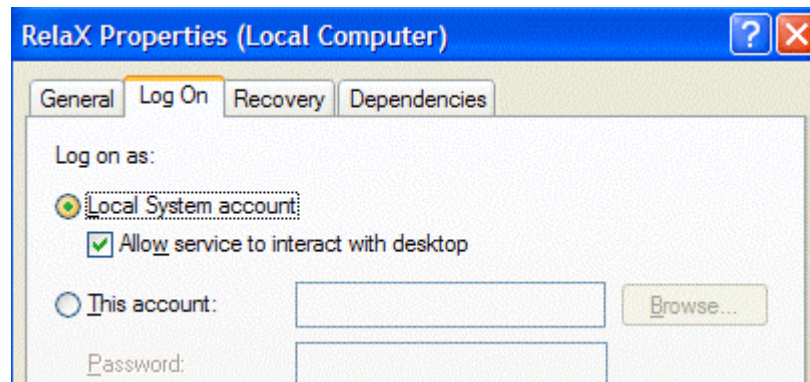 RelaX Properties (Local Computer)
General Log On Recovery Dependencies
Log on as:
Local System account
Allow service to interact with desktop
This account:
Browse...
Password: